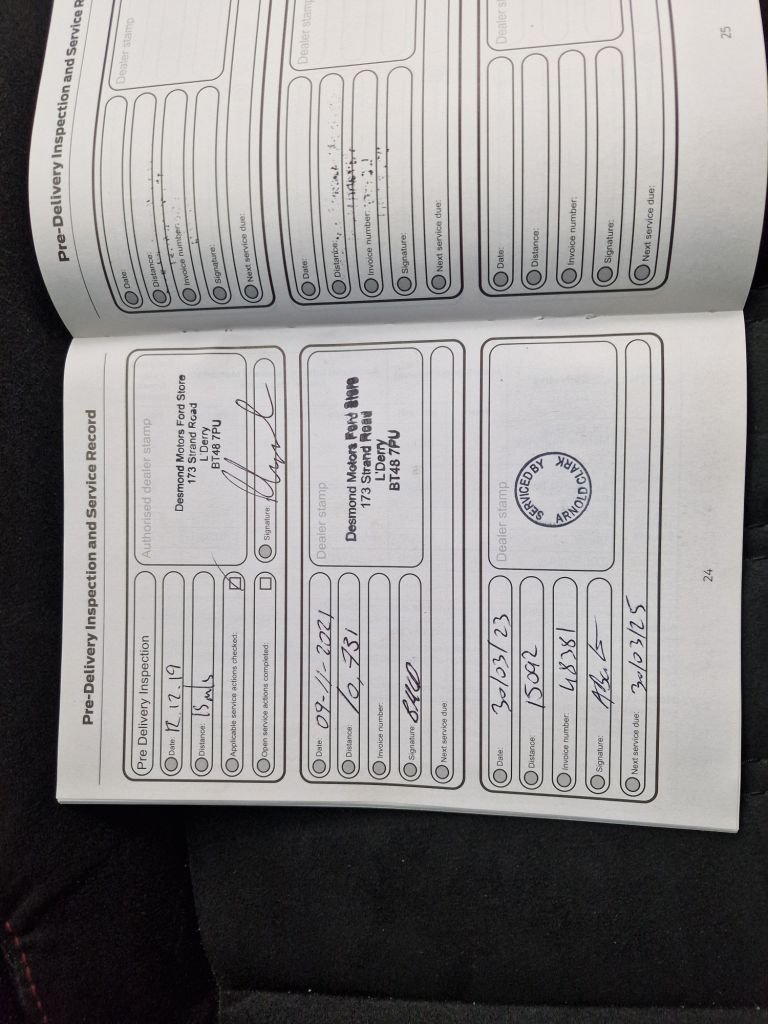 Pre-Delivery Inspection and Service Record
Pre Delivery Inspection
Date: 12.12.19
Distance: 15 m/s
Applicable service actions checked:
Open service actions completed:
Authorised dealer stamp
Desmond Motors Ford Store
173 Strand Road
L'Derry
BT48 7PU
Signature:
Date: 09-11-2021
Distance: 10,731
Invoice number:
Signature:
Next service due:
Dealer stamp
Desmond Motors Ford Store
173 Strand Road
L'Derry
BT48 7PU
Date: 30/03/23
Distance: 15092
Invoice number: 48381
Signature:
Next service due: 30/03/25
Dealer stamp
SERVICED BY
ARNOLD CLARK
24
Pre-Delivery Inspection and Service R
Date:
Distance:
Invoice number:
Signature:
Next service due:
Dealer stamp
Date:
Distance:
Invoice number:
Signature:
Next service due:
Dealer stamp
Date:
Distance:
Invoice number:
Signature:
Next service due:
Dealer st
25